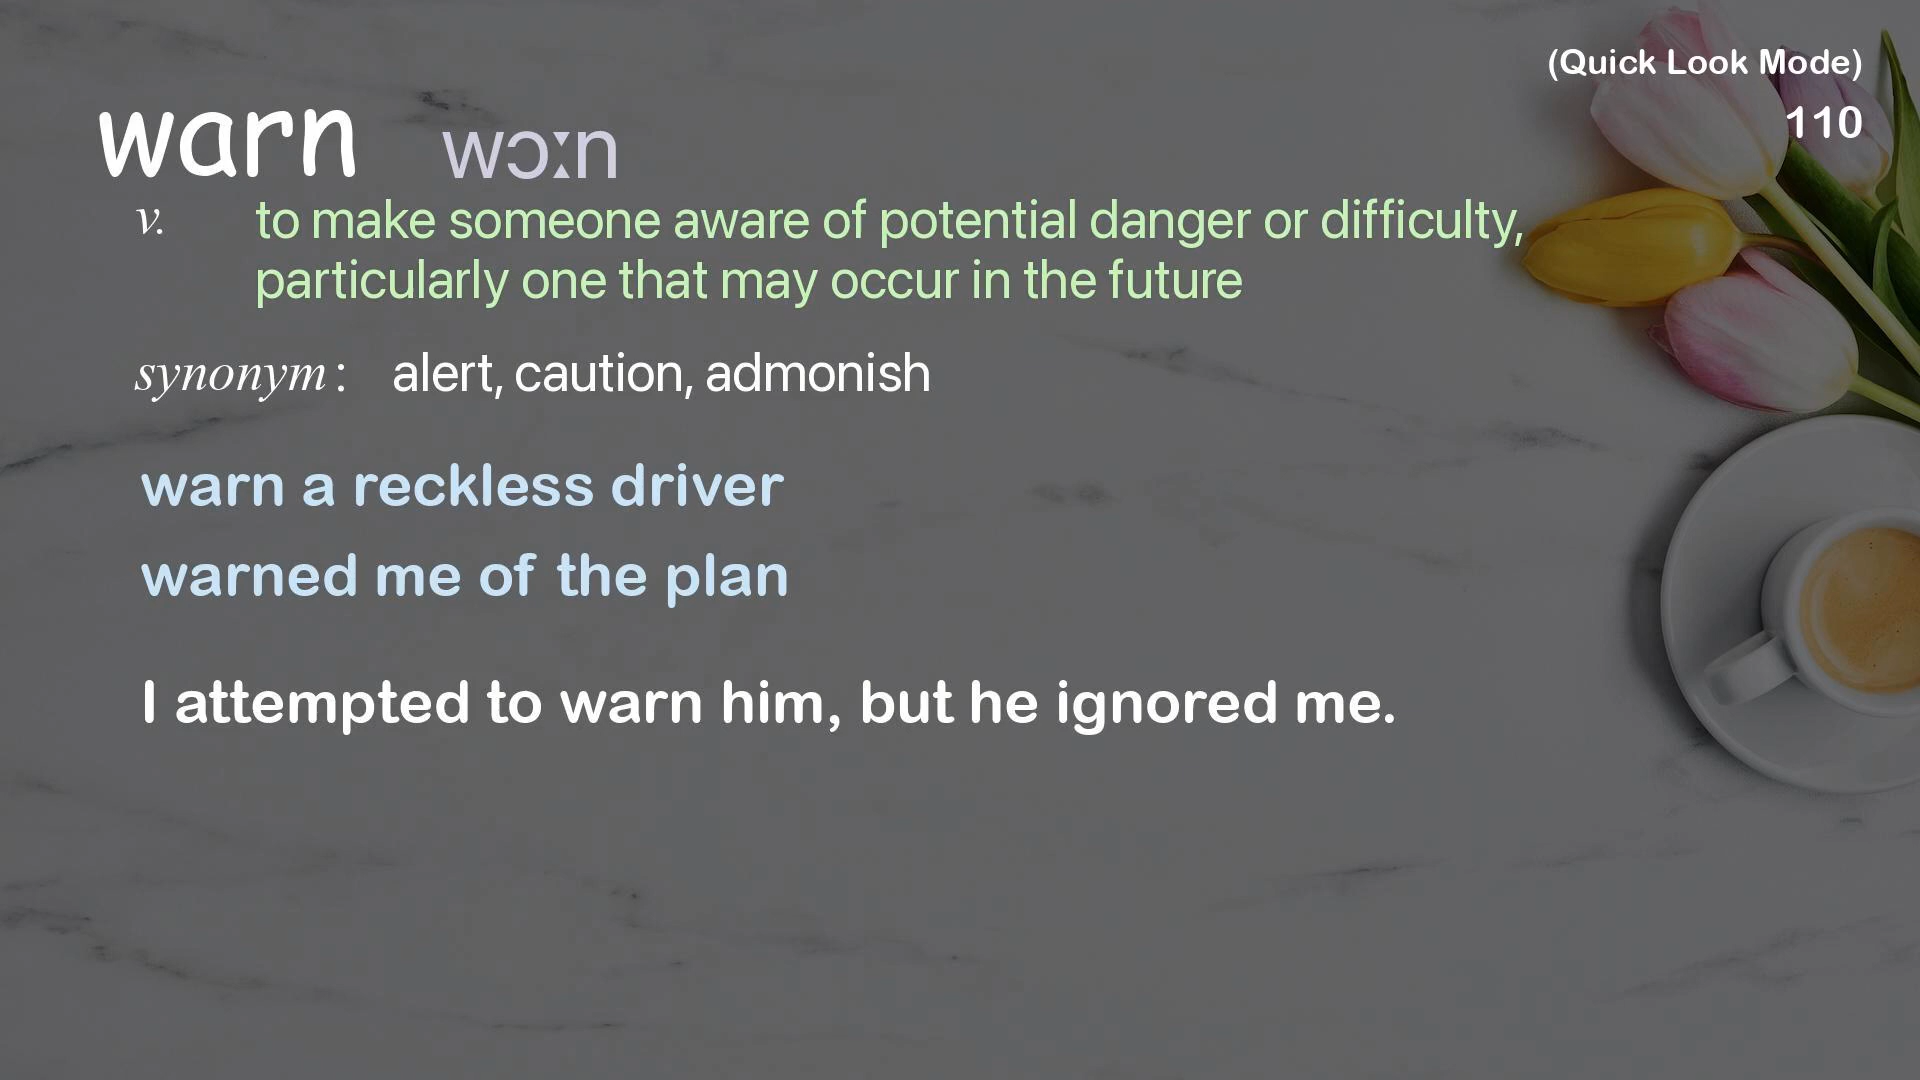 (Quick Look Mode)
110
warn wɔːn
v. to make someone aware of potential danger or difficulty,
particularly one that may occur in the future
synonym: alert, caution, admonish
warn a reckless driver
warned me of the plan
I attempted to warn him, but he ignored me.